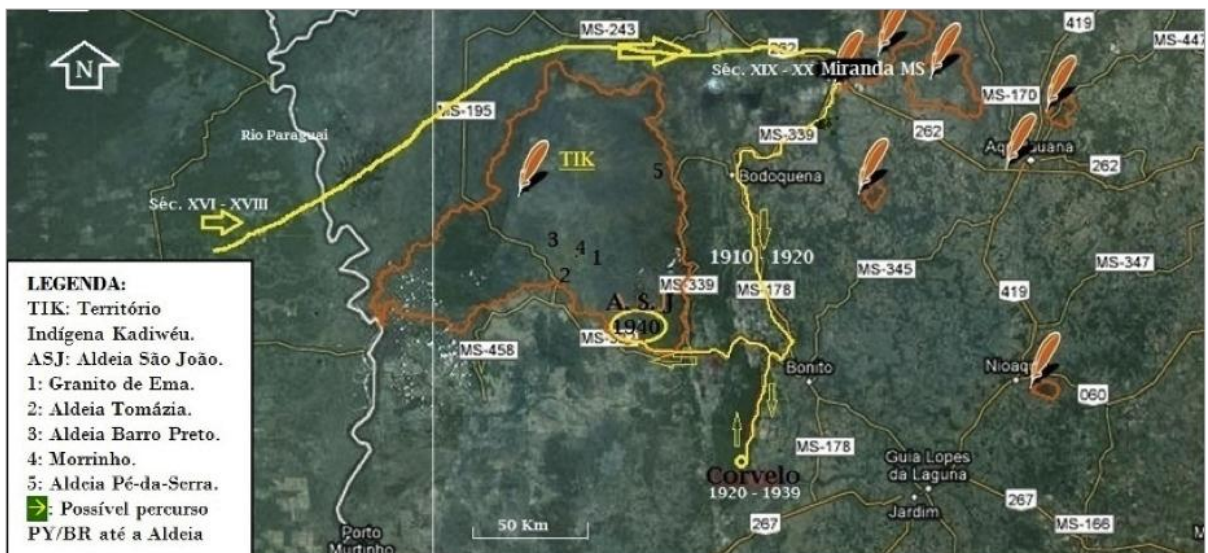 MS-243
419
MS-447
262
Séc. XIX - XX Miranda MS
N
MS-170
MS-195
Rio Paraguai
MS-339
262
TIK
262
5
Bodoquena
Séc. XVI - XVIII
3
4
1
1910 - 1920
MS-345
MS-347
2
MS-339
MS-178
419
A. S. J
1940
MS-458
Bonito
060
MS-178
Guia Lopes
da Laguna
Corvelo
1920 - 1939
267
Jardim
267
MS-166
50 Km
Porto
Murtinho
LEGENDA:
TIK: Território
Indígena Kadiwéu.
ASJ: Aldeia São João.
1: Granito de Ema.
2: Aldeia Tomázia.
3: Aldeia Barro Preto.
4: Morrinho.
5: Aldeia Pé-da-Serra.
→: Possível percurso
PY/BR até a Aldeia